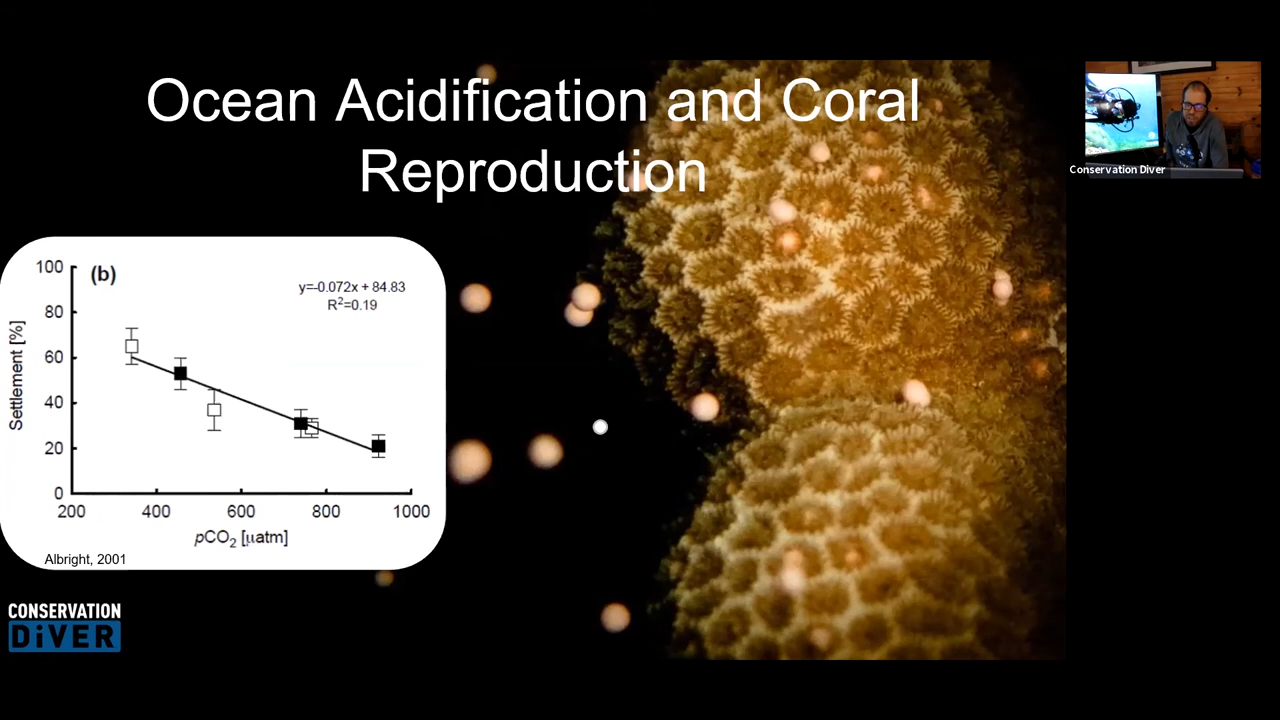 Ocean Acidification and Coral
Reproduction
Conservation Diver
(b)
y=-0.072x + 84.83
R²=0.19
100
80
60
40
20
0
Settlement [%]
200 400 600 800 1000
pCO₂ [µatm]
Albright, 2001
CONSERVATION
DiVER